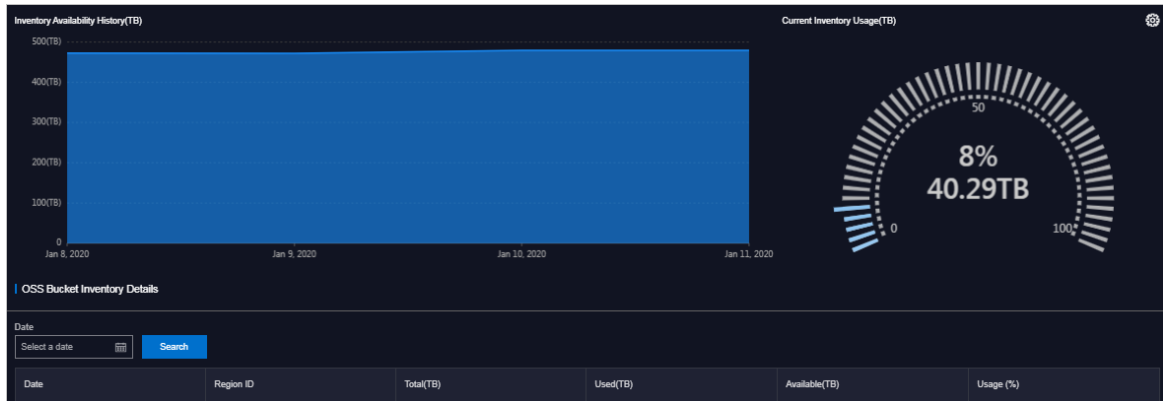 Inventory Availability History(TB)
Current Inventory Usage(TB)
500(TB)
400(TB)
300(TB)
200(TB)
100(TB)
0
Jan 8, 2020 Jan 9, 2020 Jan 10, 2020 Jan 11, 2020
50
8%
40.29TB
0 100
OSS Bucket Inventory Details
Date
Select a date Search
Date Region ID Total(TB) Used(TB) Available(TB) Usage (%)